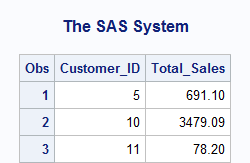 The SAS System
Obs Customer_ID Total_Sales
1 5 691.10
2 10 3479.09
3 11 78.20